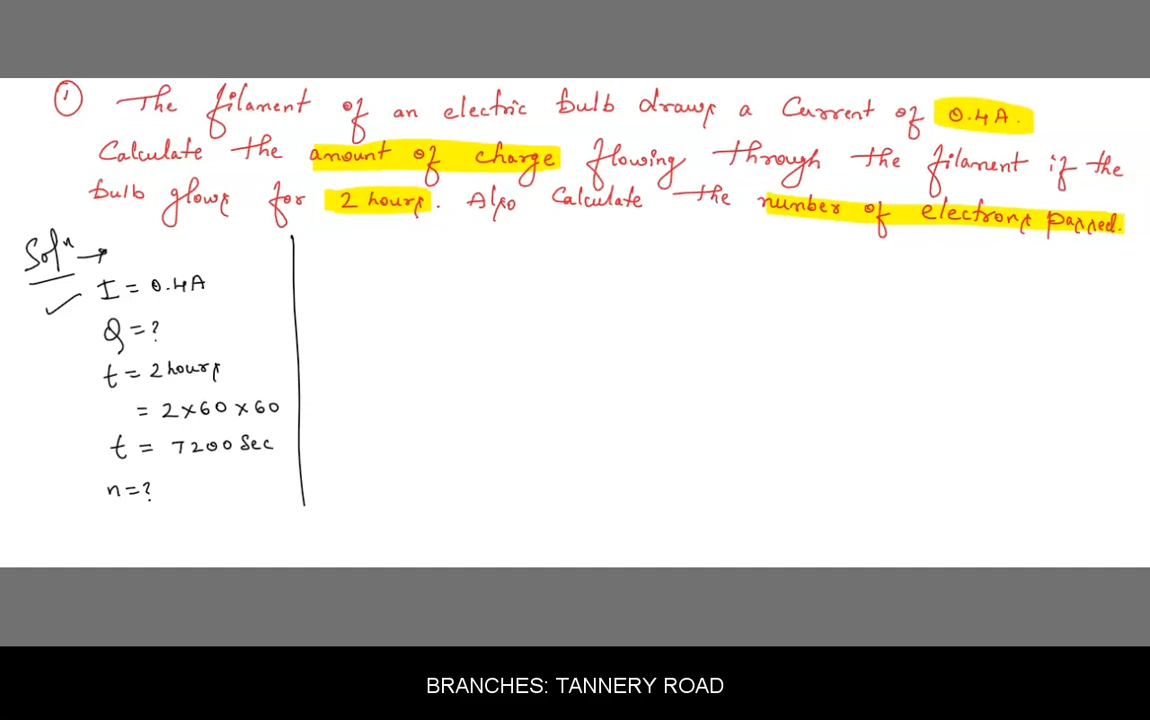 ① The filament of an electric bulb draws a Current of 0.4A.
Calculate the amount of charge flowing through the filament if the
bulb glows for 2 hours. Also Calculate the number of electrons passed.
Solⁿ →
I = 0.4A
Q = ?
t = 2 hours
= 2×60×60
t = 7200 Sec
n = ?
BRANCHES: TANNERY ROAD